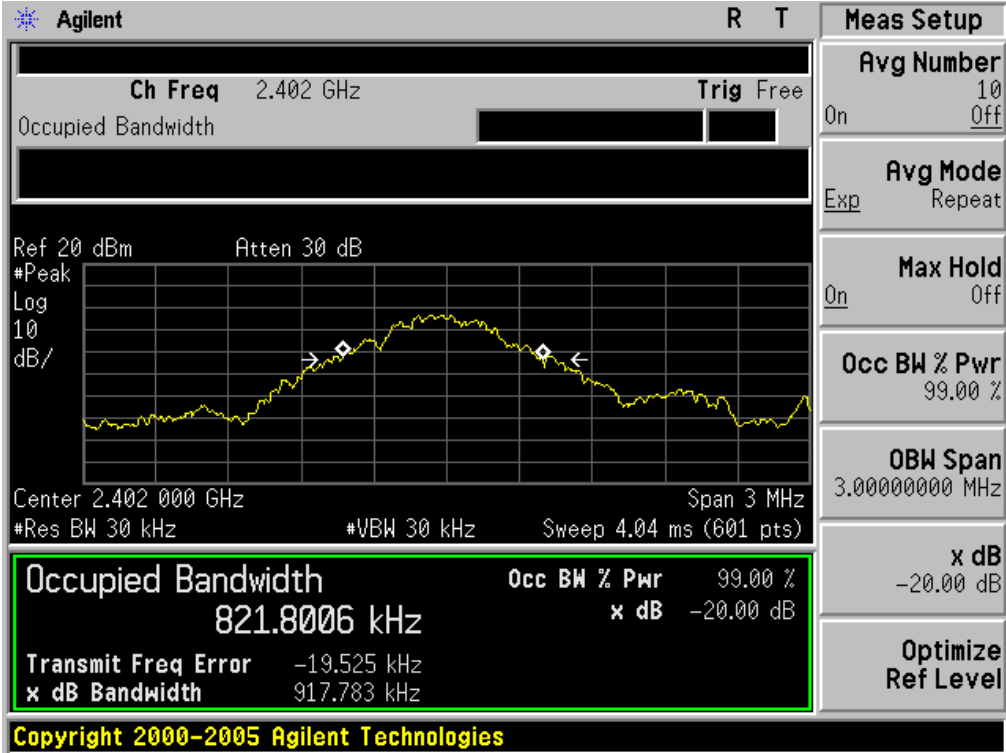 Agilent R T
Ch Freq 2.402 GHz Trig Free
Occupied Bandwidth
Ref 20 dBm Atten 30 dB
#Peak
Log
10
dB/
Center 2.402 000 GHz Span 3 MHz
#Res BW 30 kHz #VBW 30 kHz Sweep 4.04 ms (601 pts)
Occupied Bandwidth Occ BW % Pwr 99.00 %
821.8006 kHz x dB -20.00 dB
Transmit Freq Error -19.525 kHz
x dB Bandwidth 917.783 kHz
Copyright 2000-2005 Agilent Technologies
Meas Setup
Avg Number
10
On Off
Avg Mode
Exp Repeat
Max Hold
On Off
Occ BW % Pwr
99.00 %
OBW Span
3.00000000 MHz
x dB
-20.00 dB
Optimize
Ref Level